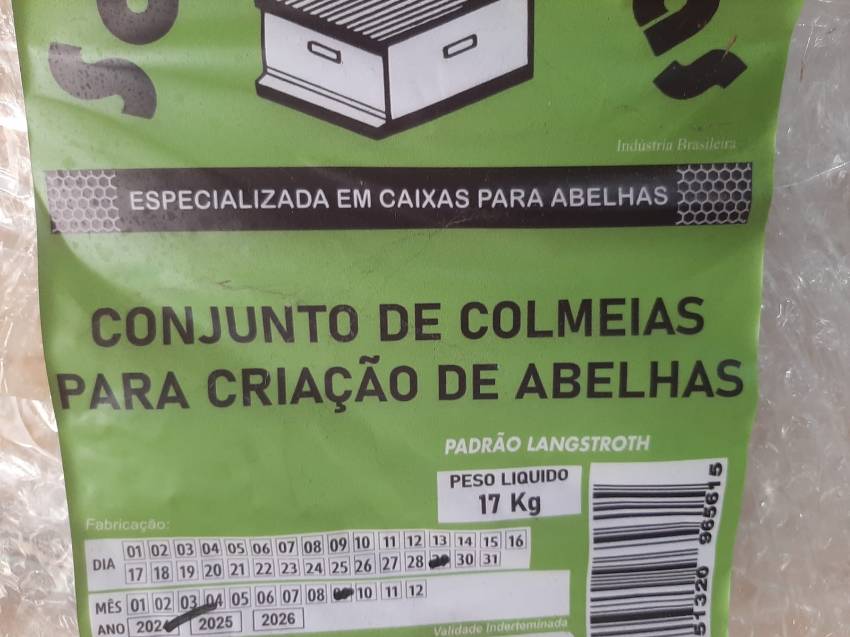 Indústria Brasileira
ESPECIALIZADA EM CAIXAS PARA ABELHAS
CONJUNTO DE COLMEIAS
PARA CRIAÇÃO DE ABELHAS
PADRÃO LANGSTROTH
PESO LIQUIDO
17 Kg
Fabricação:
DIA 01 02 03 04 05 06 07 08 09 10 11 12 13 14 15 16
17 18 19 20 21 22 23 24 25 26 27 28 30 31
MÊS 01 02 03 04 05 06 07 08 10 11 12
ANO 2024 2025 2026
Validade Indeterminada
51320 965615